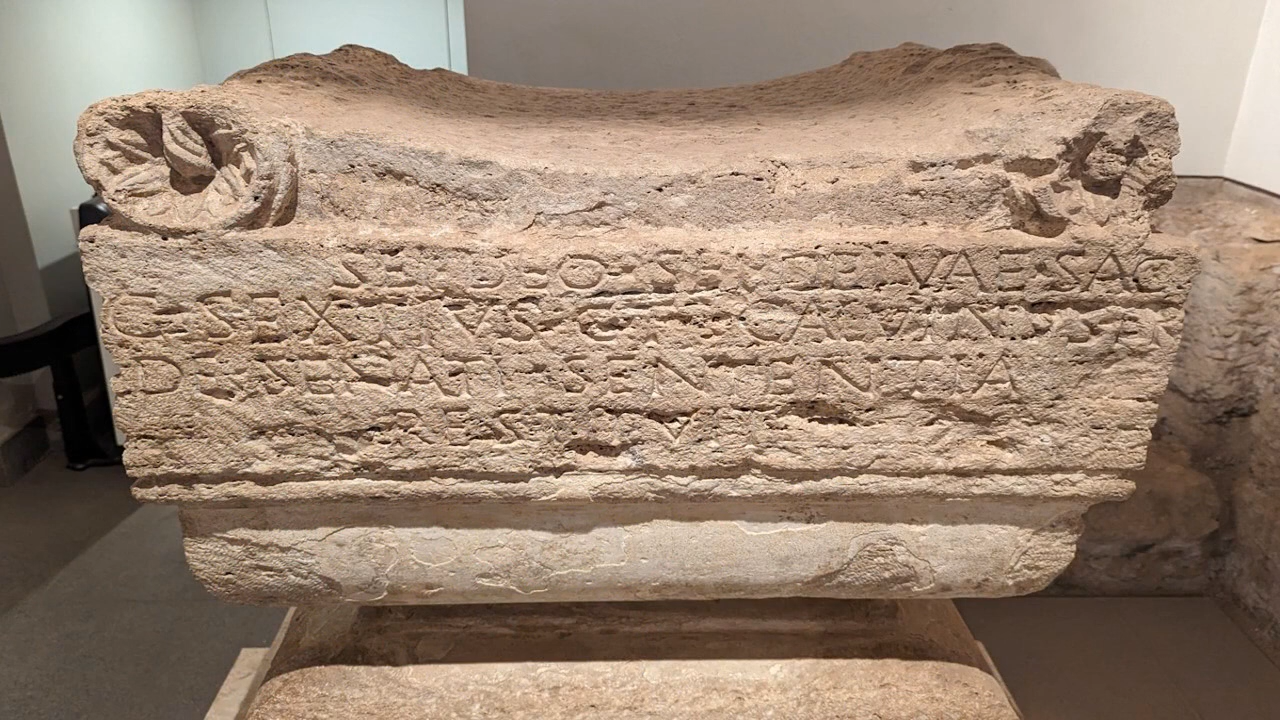 SEI·DEO·SEI·DEIVAE·SAC
C·SEXTIVS·C·F·CALVINVS·PR
DE·SENATI·SENTENTIA
RESTITVIT